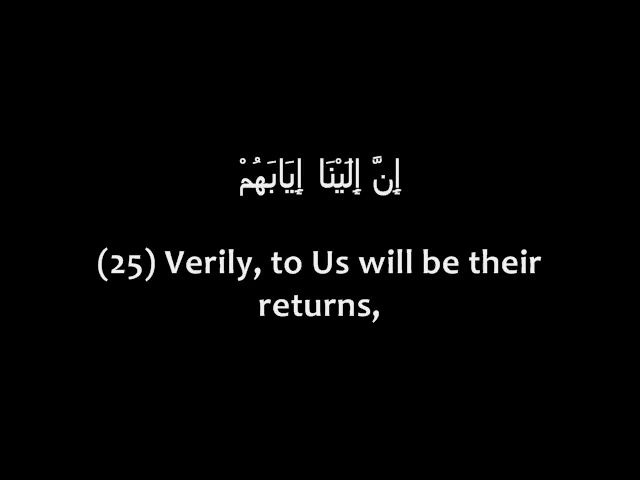 إِنَّ إِلَيْنَا إِيَابَهُمْ
(25) Verily, to Us will be their
returns,